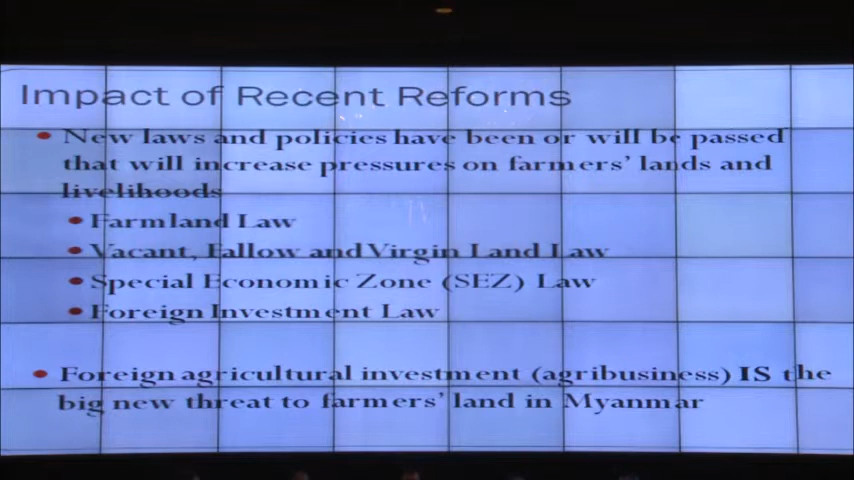 Impact of Recent Reforms
New laws and policies have been or will be passed
that will increase pressures on farmers' lands and
livelihoods
Farmland Law
Vacant, Fallow and Virgin Land Law
Special Economic Zone (SEZ) Law
Foreign Investment Law
Foreign agricultural investment (agribusiness) IS the
big new threat to farmers' land in Myanmar